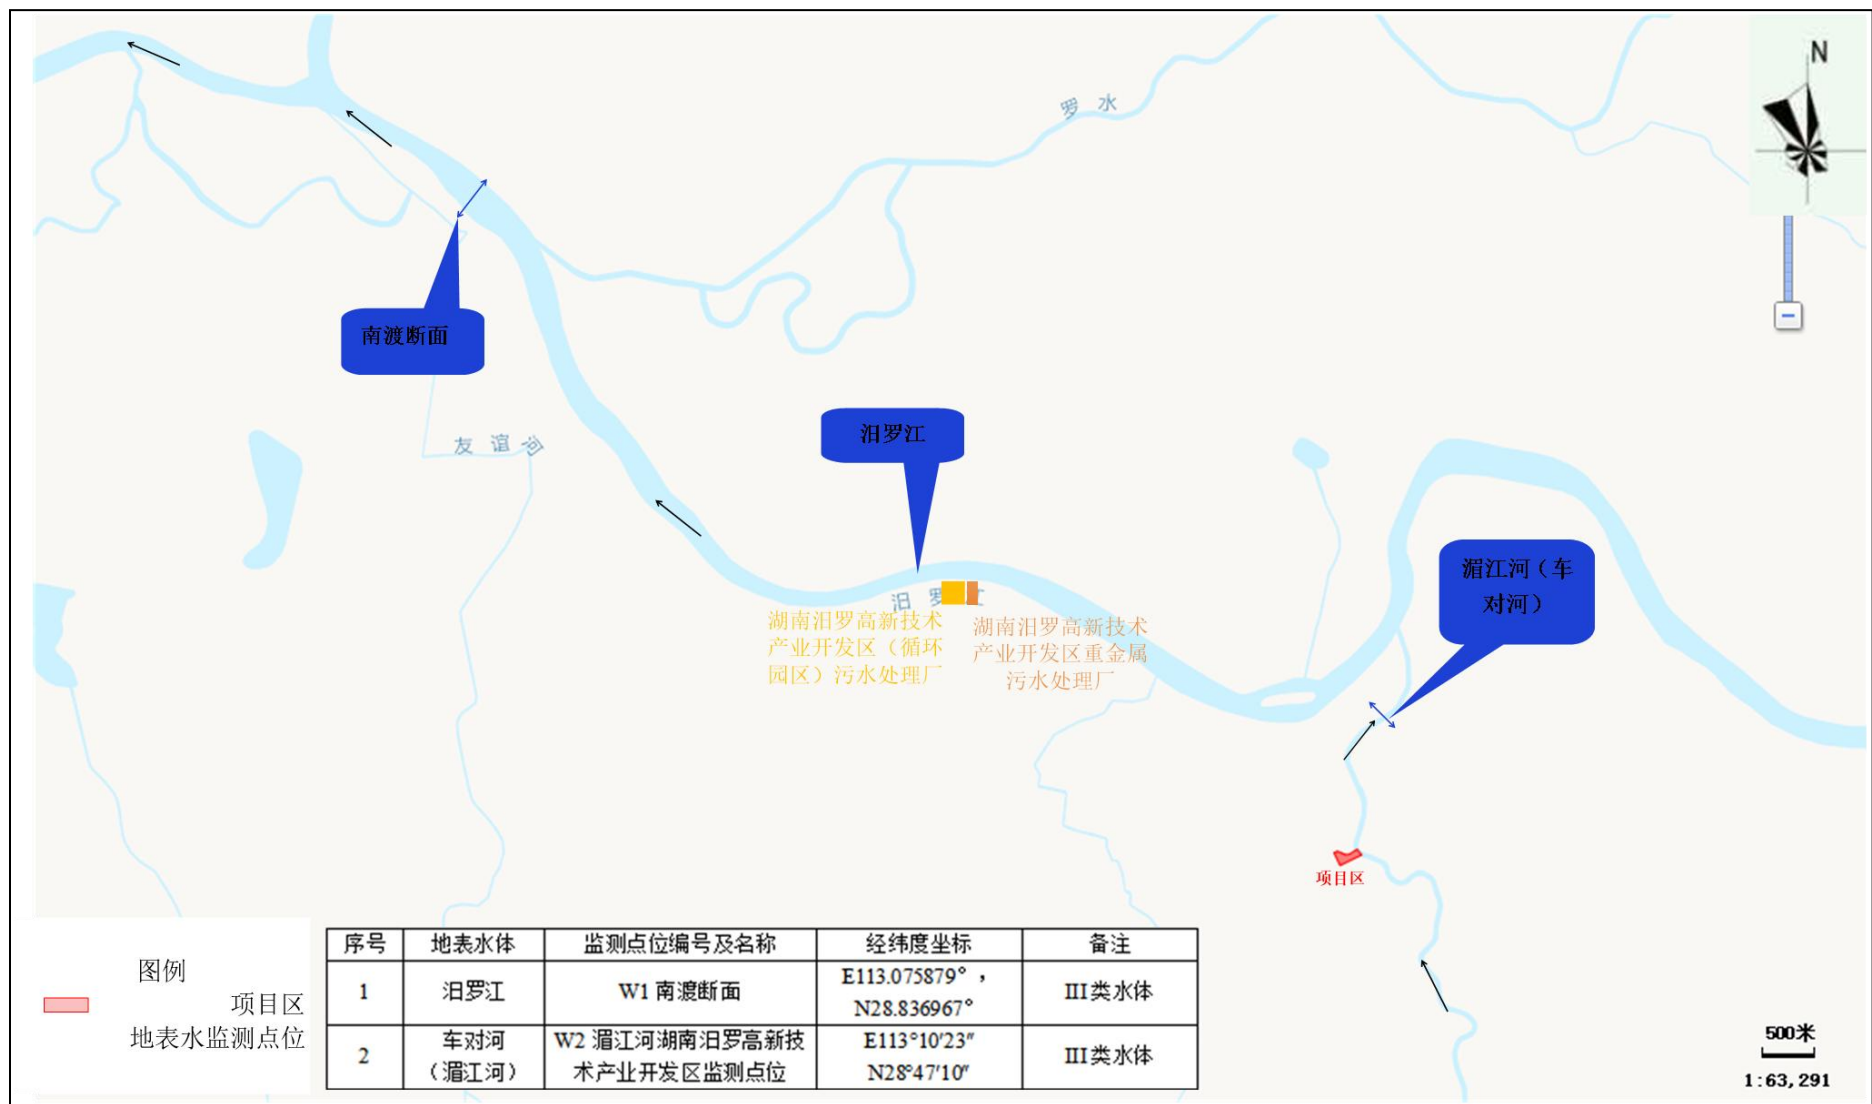 N
罗水
南渡断面
汨罗江
友谊河
湄江河（车
对河）
汨罗
湖南汨罗高新技术
产业开发区（循环
园区）污水处理厂
湖南汨罗高新技术
产业开发区重金属
污水处理厂
项目区
图例
项目区
地表水监测点位
序号 地表水体 监测点位编号及名称 经纬度坐标 备注
1 汨罗江 W1 南渡断面 E113.075879°，
N28.836967° III类水体
2 车对河
（湄江河） W2 湄江河湖南汨罗高新技
术产业开发区监测点位 E113°10′23″
N28°47′10″ III类水体
500米
1:63,291